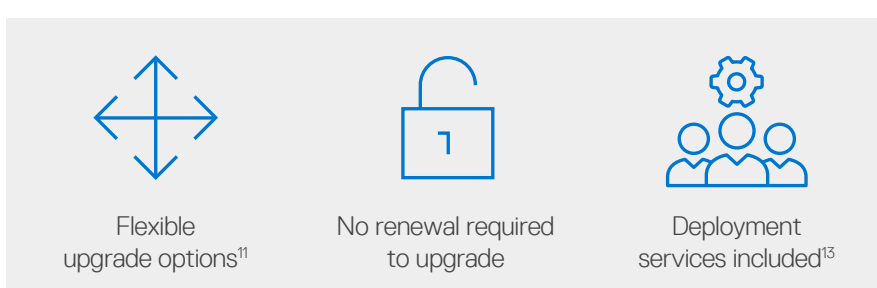 Flexible
upgrade options¹¹
No renewal required
to upgrade
Deployment
services included¹³